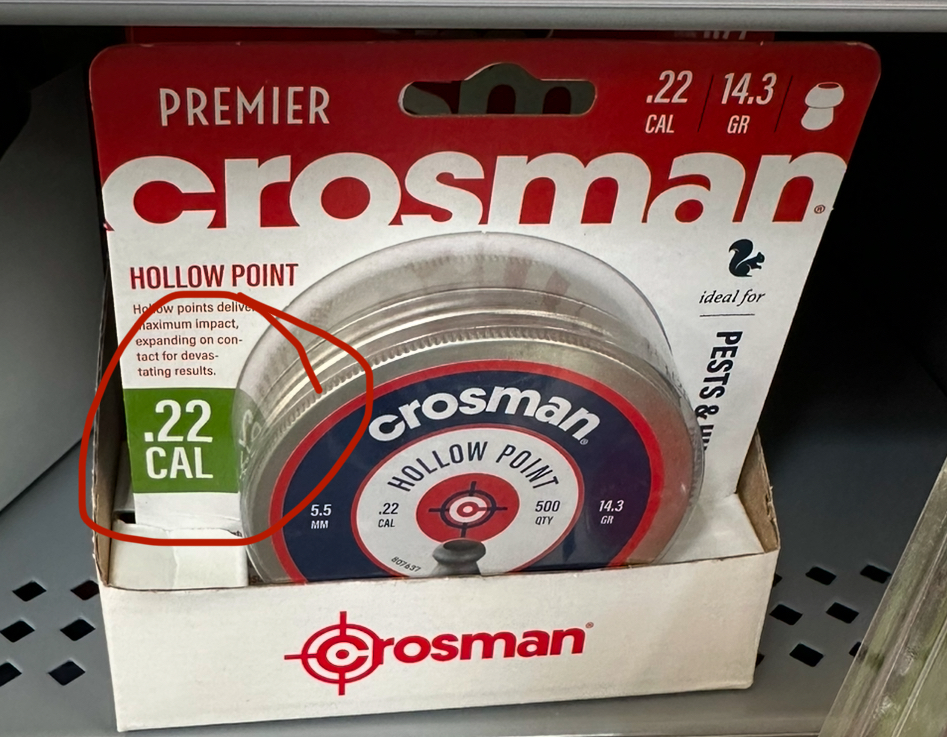 PREMIER
.22 CAL
14.3 GR
crosman®
HOLLOW POINT
Hollow points
maximum impact,
expanding on con-
tact for devas-
tating results.
.22
CAL
ideal for
PESTS &
crosman®
HOLLOW POINT
5.5 MM
.22 CAL
500 QTY
14.3 GR
807637
crosman®